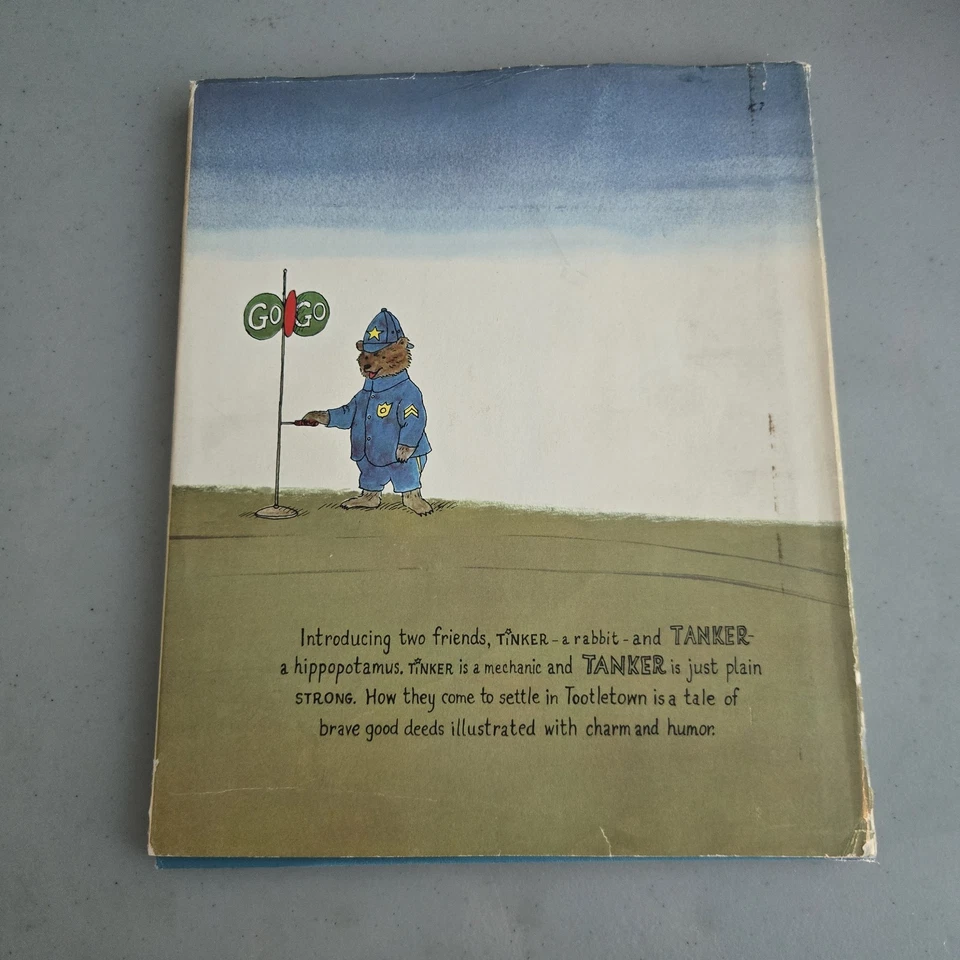 GO GO
Introducing two friends, TiNKER - a rabbit - and TANKER-
a hippopotamus. TiNKER is a mechanic and TANKER is just plain
STRONG. How they come to settle in Tootletown is a tale of
brave good deeds illustrated with charm and humor.